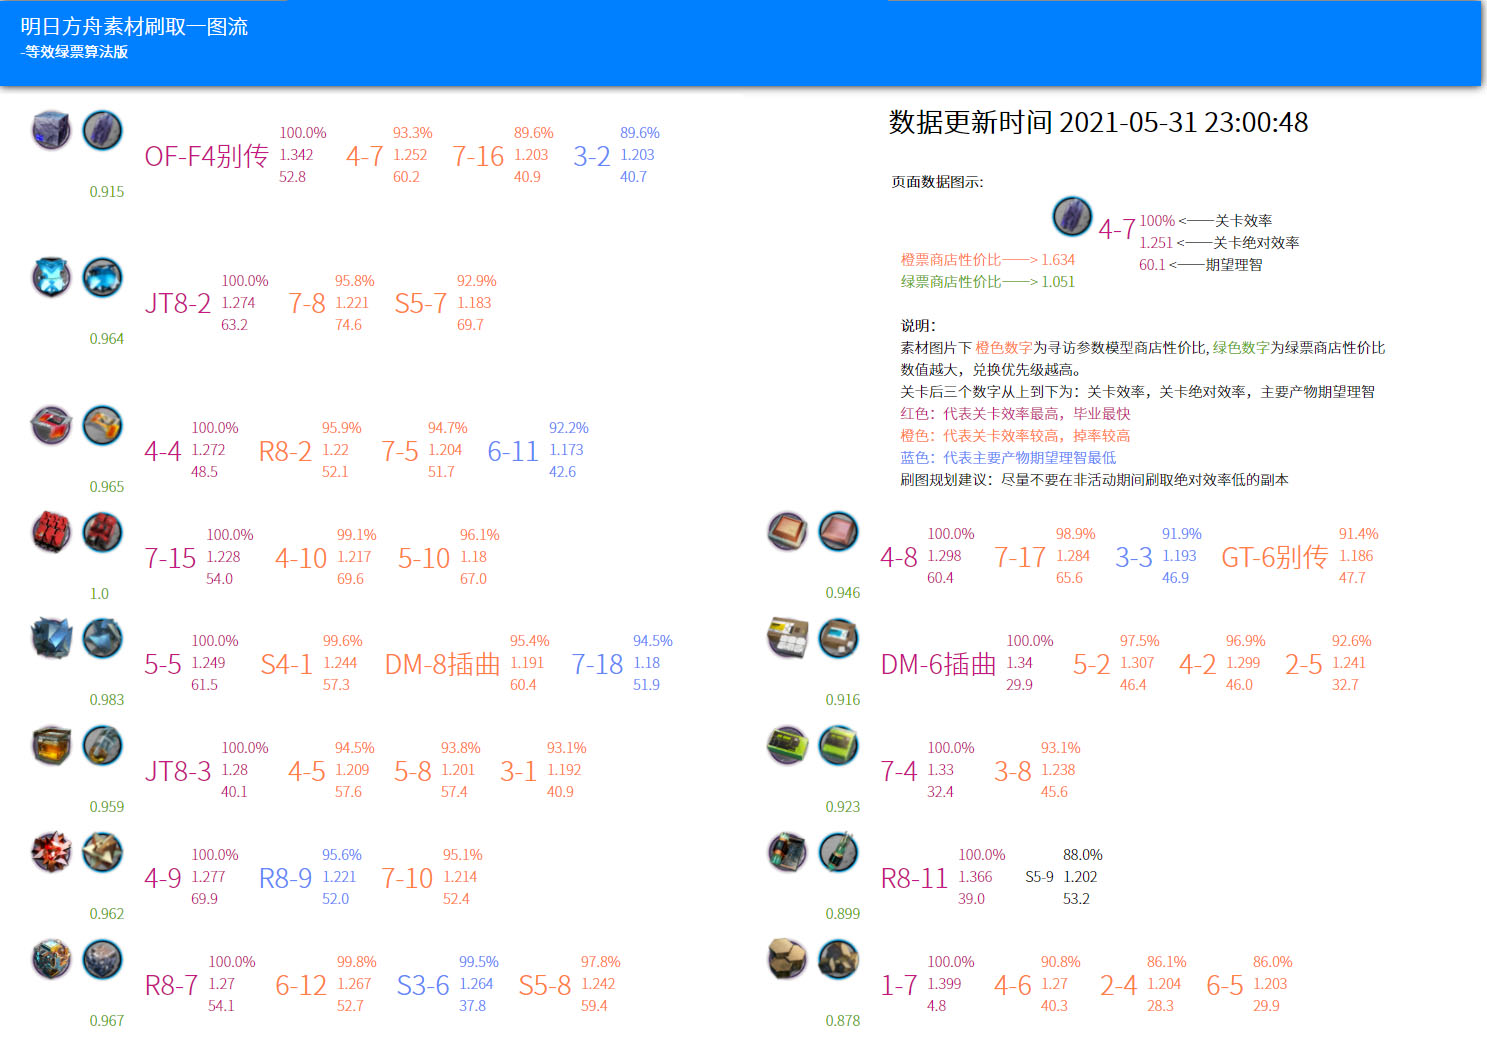 明日方舟素材刷取一图流
-等效绿票算法版
数据更新时间 2021-05-31 23:00:48
页面数据图示:
4-7
100% <——关卡效率
1.251 <——关卡绝对效率
60.1 <——期望理智
橙票商店性价比——> 1.634
绿票商店性价比——> 1.051
说明:
素材图片下 橙色数字为寻访参数模型商店性价比, 绿色数字为绿票商店性价比
数值越大，兑换优先级越高。
关卡后三个数字从上到下为：关卡效率，关卡绝对效率，主要产物期望理智
红色：代表关卡效率最高，毕业最快
橙色：代表关卡效率较高，掉率较高
蓝色：代表主要产物期望理智最低
刷图规划建议：尽量不要在非活动期间刷取绝对效率低的副本
100.0% 93.3% 89.6% 89.6%
OF-F4别传 1.342 4-7 1.252 7-16 1.203 3-2 1.203
52.8 60.2 40.9 40.7
0.915
100.0% 95.8% 92.9%
JT8-2 1.274 7-8 1.221 S5-7 1.183
63.2 74.6 69.7
0.964
100.0% 95.9% 94.7% 92.2%
4-4 1.272 R8-2 1.22 7-5 1.204 6-11 1.173
48.5 52.1 51.7 42.6
0.965
100.0% 99.1% 96.1%
7-15 1.228 4-10 1.217 5-10 1.18
54.0 69.6 67.0
1.0
100.0% 98.9% 91.9% 91.4%
4-8 1.298 7-17 1.284 3-3 1.193 GT-6别传 1.186
60.4 65.6 46.9 47.7
0.946
100.0% 99.6% 95.4% 94.5%
5-5 1.249 S4-1 1.244 DM-8插曲 1.191 7-18 1.18
61.5 57.3 60.4 51.9
0.983
100.0% 97.5% 96.9% 92.6%
DM-6插曲 1.34 5-2 1.307 4-2 1.299 2-5 1.241
29.9 46.4 46.0 32.7
0.916
100.0% 94.5% 93.8% 93.1%
JT8-3 1.28 4-5 1.209 5-8 1.201 3-1 1.192
40.1 57.6 57.4 40.9
0.959
100.0% 93.1%
7-4 1.33 3-8 1.238
32.4 45.6
0.923
100.0% 95.6% 95.1%
4-9 1.277 R8-9 1.221 7-10 1.214
69.9 52.0 52.4
0.962
100.0% 88.0%
R8-11 1.366 S5-9 1.202
39.0 53.2
0.899
100.0% 99.8% 99.5% 97.8%
R8-7 1.27 6-12 1.267 S3-6 1.264 S5-8 1.242
54.1 52.7 37.8 59.4
0.967
100.0% 90.8% 86.1% 86.0%
1-7 1.399 4-6 1.27 2-4 1.204 6-5 1.203
4.8 40.3 28.3 29.9
0.878